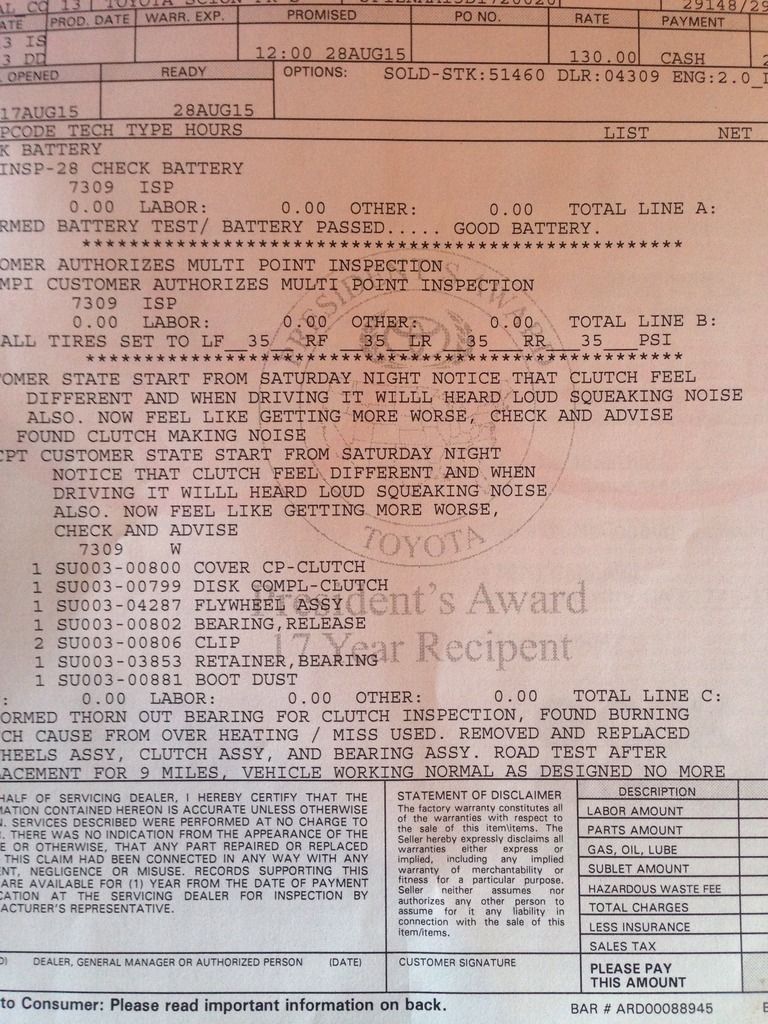 13 TOYOTA SCION
29148/29
PROD. DATE WARR. EXP. PROMISED PO NO. RATE PAYMENT
3 IS
3 DD
12:00 28AUG15 130.00 CASH
OPENED READY OPTIONS: SOLD-STK:51460 DLR:04309 ENG:2.0
17AUG15 28AUG15
PCODE TECH TYPE HOURS LIST NET
K BATTERY
INSP-28 CHECK BATTERY
7309 ISP
0.00 LABOR: 0.00 OTHER: 0.00 TOTAL LINE A:
RMED BATTERY TEST/ BATTERY PASSED..... GOOD BATTERY.
****************************************************
OMER AUTHORIZES MULTI POINT INSPECTION
MPI CUSTOMER AUTHORIZES MULTI POINT INSPECTION
7309 ISP
0.00 LABOR: 0.00 OTHER: 0.00 TOTAL LINE B:
ALL TIRES SET TO LF__35__ RF __35__LR__35__ RR__35___PSI
****************************************************
OMER STATE START FROM SATURDAY NIGHT NOTICE THAT CLUTCH FEEL
DIFFERENT AND WHEN DRIVING IT WILLL HEARD LOUD SQUEAKING NOISE
ALSO. NOW FEEL LIKE GETTING MORE WORSE, CHECK AND ADVISE
FOUND CLUTCH MAKING NOISE
CPT CUSTOMER STATE START FROM SATURDAY NIGHT
NOTICE THAT CLUTCH FEEL DIFFERENT AND WHEN
DRIVING IT WILLL HEARD LOUD SQUEAKING NOISE
ALSO. NOW FEEL LIKE GETTING MORE WORSE,
CHECK AND ADVISE
7309 W
1 SU003-00800 COVER CP-CLUTCH
1 SU003-00799 DISK COMPL-CLUTCH
1 SU003-04287 FLYWHEEL ASSY
1 SU003-00802 BEARING,RELEASE
2 SU003-00806 CLIP
1 SU003-03853 RETAINER,BEARING
1 SU003-00881 BOOT DUST
PRESIDENT'S AWARD
TOYOTA
President's Award
17 Year Recipent
: 0.00 LABOR: 0.00 OTHER: 0.00 TOTAL LINE C:
ORMED THORN OUT BEARING FOR CLUTCH INSPECTION, FOUND BURNING
CH CAUSE FROM OVER HEATING / MISS USED. REMOVED AND REPLACED
HEELS ASSY, CLUTCH ASSY, AND BEARING ASSY. ROAD TEST AFTER
ACEMENT FOR 9 MILES, VEHICLE WORKING NORMAL AS DESIGNED NO MORE
HALF OF SERVICING DEALER, I HEREBY CERTIFY THAT THE
MATION CONTAINED HEREON IS ACCURATE UNLESS OTHERWISE
N. SERVICES DESCRIBED WERE PERFORMED AT NO CHARGE TO
. THERE WAS NO INDICATION FROM THE APPEARANCE OF THE
E OR OTHERWISE, THAT ANY PART REPAIRED OR REPLACED
THIS CLAIM HAD BEEN CONNECTED IN ANY WAY WITH ANY
ENT, NEGLIGENCE OR MISUSE. RECORDS SUPPORTING THIS
ARE AVAILABLE FOR (1) YEAR FROM THE DATE OF PAYMENT
CATION AT THE SERVICING DEALER FOR INSPECTION BY
ACTURER'S REPRESENTATIVE.
D) DEALER, GENERAL MANAGER OR AUTHORIZED PERSON (DATE)
STATEMENT OF DISCLAIMER
The factory warranty constitutes all
of the warranties with respect to
the sale of this item\items. The
Seller hereby expressly disclaims all
warranties either express or
implied, including any implied
warranty of merchantability or
fitness for a particular purpose.
Seller neither assumes nor
authorizes any other person to
assume for it any liability in
connection with the sale of this
item/items.
CUSTOMER SIGNATURE
DESCRIPTION
LABOR AMOUNT
PARTS AMOUNT
GAS, OIL, LUBE
SUBLET AMOUNT
HAZARDOUS WASTE FEE
TOTAL CHARGES
LESS INSURANCE
SALES TAX
PLEASE PAY
THIS AMOUNT
to Consumer: Please read important information on back.
BAR # ARD00088945